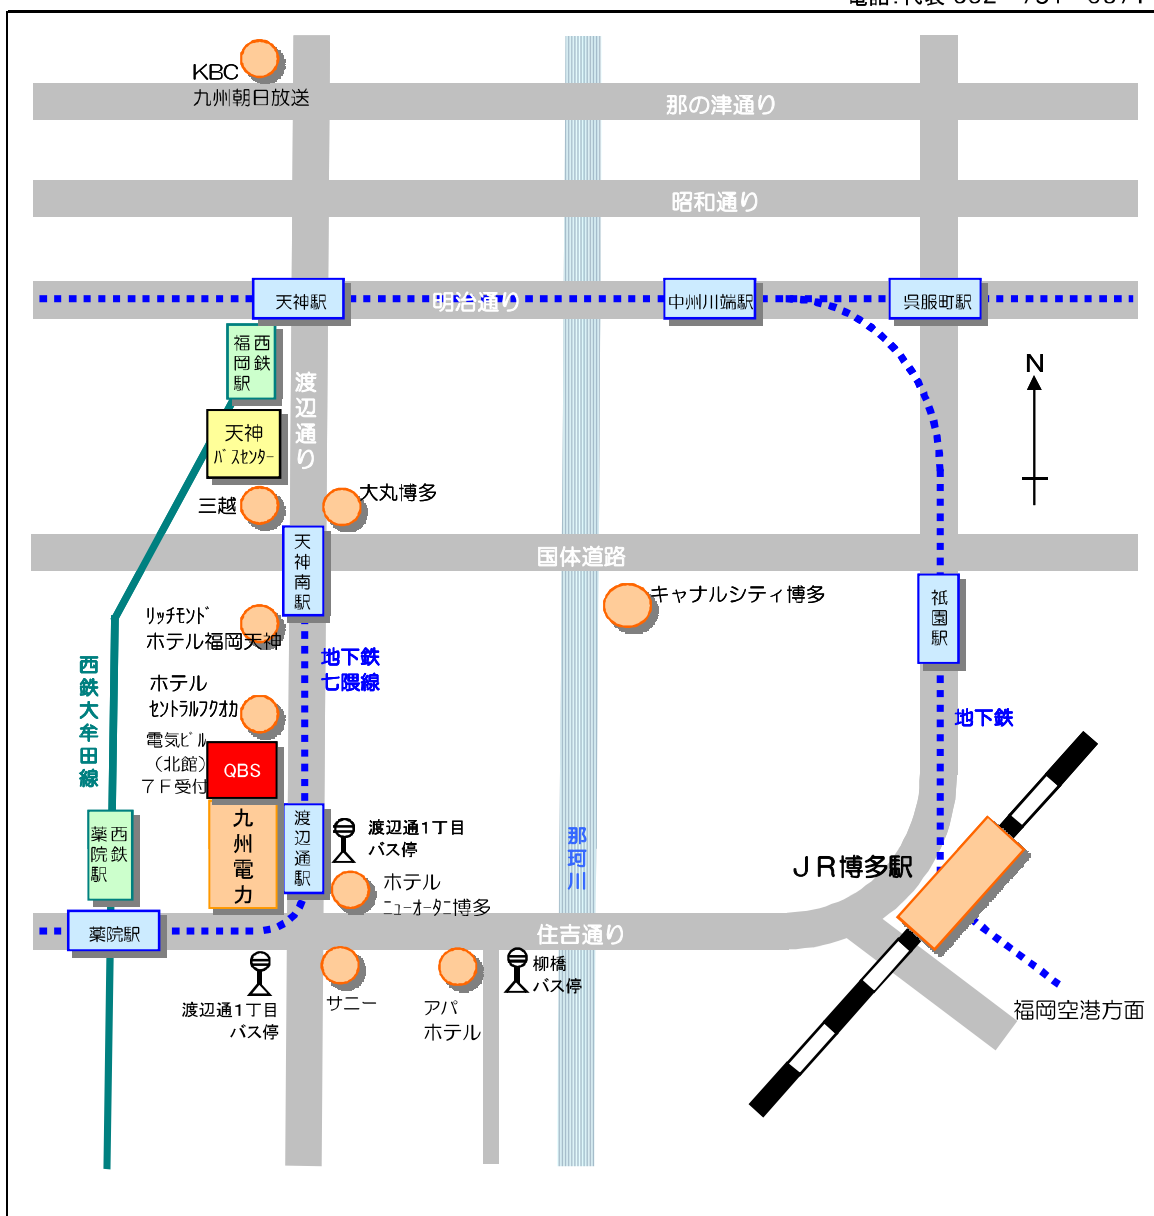 KBC
九州朝日放送
那の津通り
昭和通り
天神駅
明治通り
中州川端駅
呉服町駅
西鉄
福岡駅
渡辺通り
N
天神
バスセンター
三越
大丸博多
天神南駅
国体道路
キャナルシティ博多
祇園駅
リッチモンド
ホテル福岡天神
地下鉄
七隈線
西鉄大牟田線
ホテル
セントラルフクオカ
地下鉄
電気ビル
(北館)
7F受付
QBS
九州電力
渡辺通駅
渡辺通1丁目
バス停
那珂川
西鉄
薬院駅
JR博多駅
ホテル
ニューオータニ博多
薬院駅
住吉通り
柳橋
バス停
渡辺通1丁目
バス停
サニー
アパ
ホテル
福岡空港方面